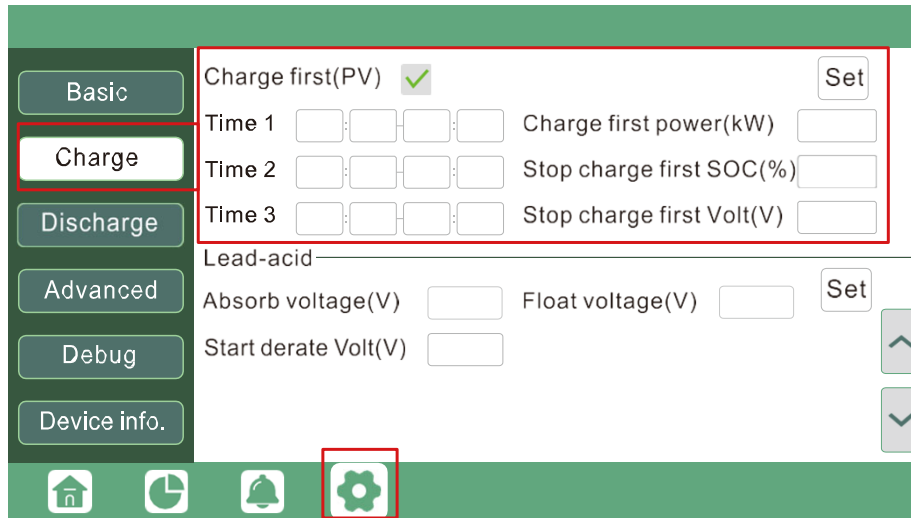 Basic
Charge
Discharge
Advanced
Debug
Device info.
Charge first(PV) Set
Time 1 : - : Charge first power(kW)
Time 2 : - : Stop charge first SOC(%)
Time 3 : - : Stop charge first Volt(V)
Lead-acid
Absorb voltage(V) Float voltage(V) Set
Start derate Volt(V)